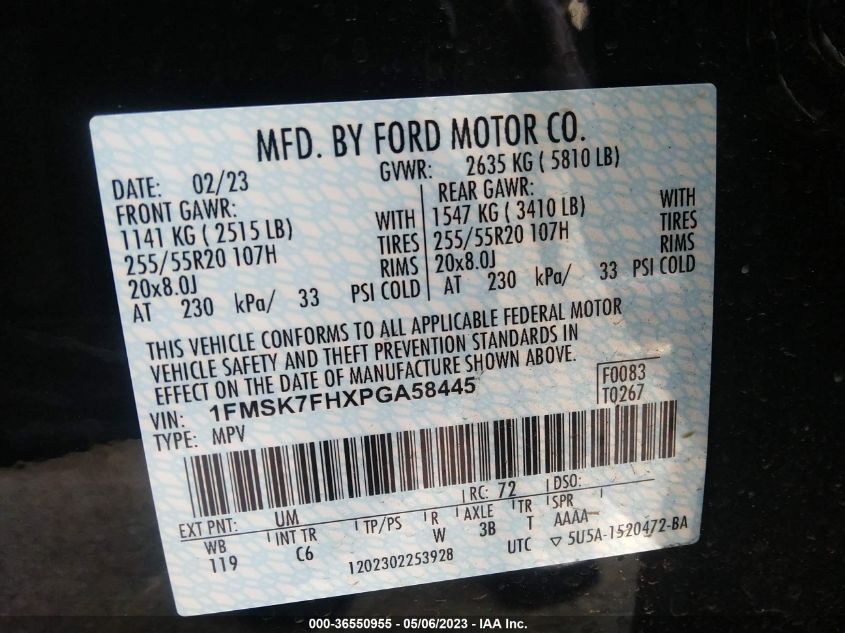 MFD. BY FORD MOTOR CO.
DATE: 02/23 GVWR: 2635 KG ( 5810 LB)
FRONT GAWR: REAR GAWR:
1141 KG ( 2515 LB) WITH 1547 KG ( 3410 LB) WITH
255/55R20 107H TIRES 255/55R20 107H TIRES
20x8.0J RIMS 20x8.0J RIMS
AT 230 kPa/ 33 PSI COLD AT 230 kPa/ 33 PSI COLD
THIS VEHICLE CONFORMS TO ALL APPLICABLE FEDERAL MOTOR
VEHICLE SAFETY AND THEFT PREVENTION STANDARDS IN
EFFECT ON THE DATE OF MANUFACTURE SHOWN ABOVE.
F0083
VIN: 1FMSK7FHXPGA58445 T0267
TYPE: MPV
EXT PNT: UM RC: 72 DSO:
WB INT TR TP/PS R AXLE TR SPR
119 C6 W 3B T AAAA
1202302253928 UTC ▽ 5U5A-1520472-BA
000-36550955 - 05/06/2023 - IAA Inc.